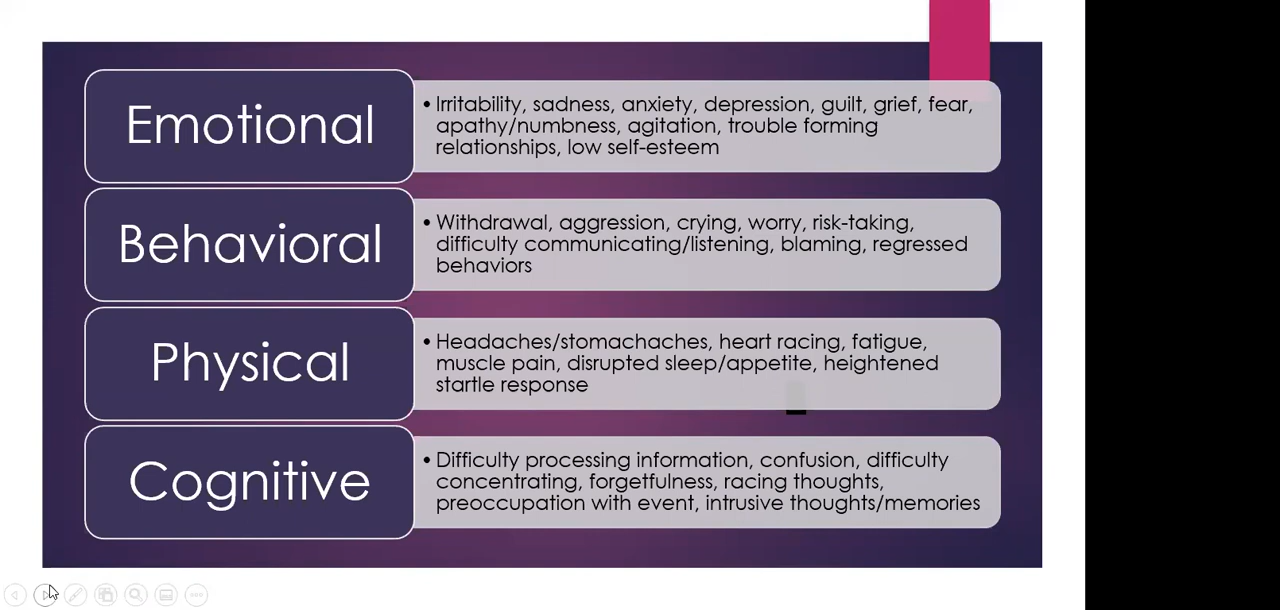 Emotional
• Irritability, sadness, anxiety, depression, guilt, grief, fear,
apathy/numbness, agitation, trouble forming
relationships, low self-esteem
Behavioral
• Withdrawal, aggression, crying, worry, risk-taking,
difficulty communicating/listening, blaming, regressed
behaviors
Physical
• Headaches/stomachaches, heart racing, fatigue,
muscle pain, disrupted sleep/appetite, heightened
startle response
Cognitive
• Difficulty processing information, confusion, difficulty
concentrating, forgetfulness, racing thoughts,
preoccupation with event, intrusive thoughts/memories